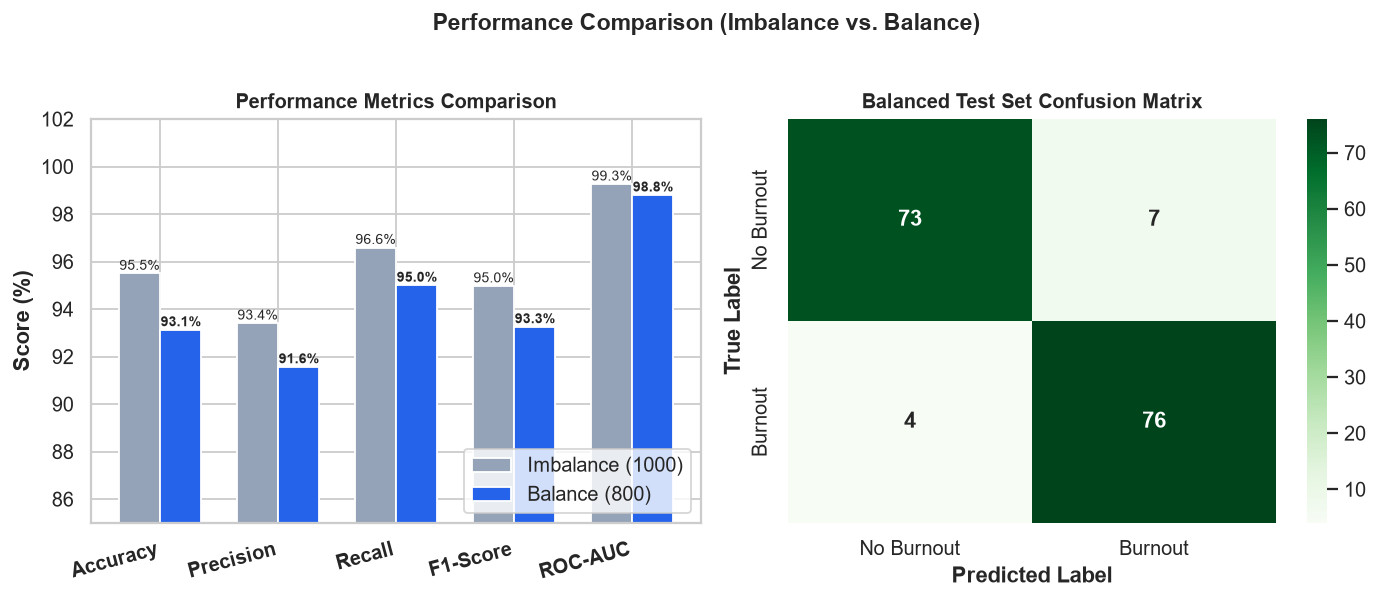 Performance Comparison (Imbalance vs. Balance)
Performance Metrics Comparison
Score (%)
102
100
98
96
94
92
90
88
86
95.5%
93.1%
93.4%
91.6%
96.6%
95.0%
95.0%
93.3%
99.3%
98.8%
Imbalance (1000)
Balance (800)
Accuracy
Precision
Recall
F1-Score
ROC-AUC
Balanced Test Set Confusion Matrix
True Label
No Burnout
Burnout
73
7
4
76
No Burnout
Burnout
Predicted Label
70
60
50
40
30
20
10